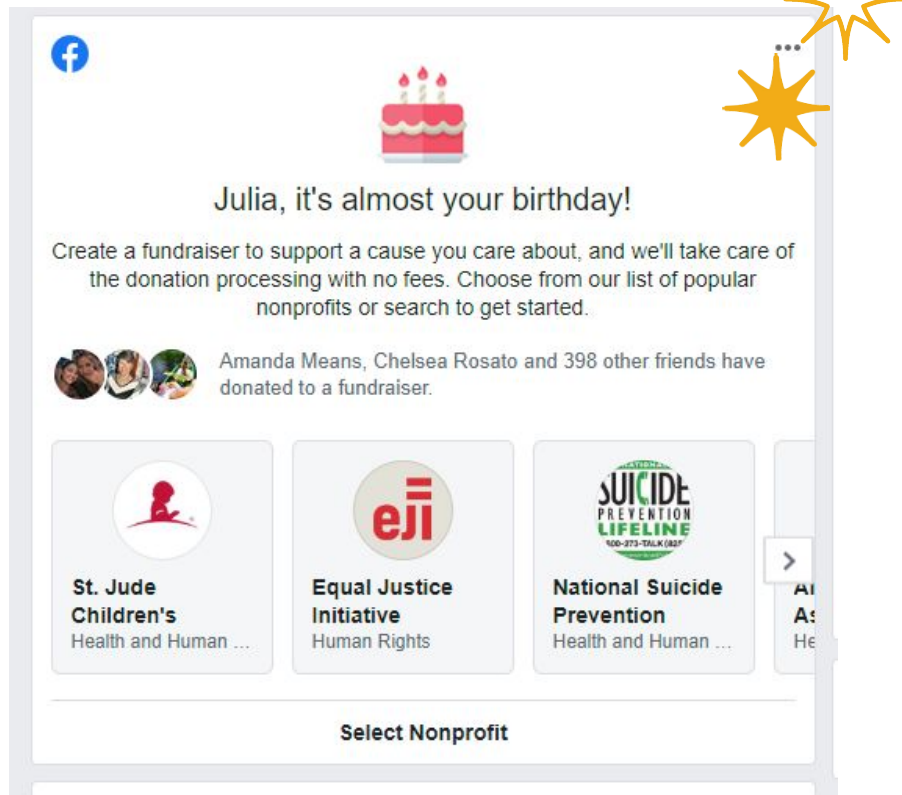 Julia, it's almost your birthday!
Create a fundraiser to support a cause you care about, and we'll take care of
the donation processing with no fees. Choose from our list of popular
nonprofits or search to get started.
Amanda Means, Chelsea Rosato and 398 other friends have
donated to a fundraiser.
eji
SUICIDE
PREVENTION
LIFELINE
St. Jude
Children's
Health and Human ...
Equal Justice
Initiative
Human Rights
National Suicide
Prevention
Health and Human ...
Select Nonprofit